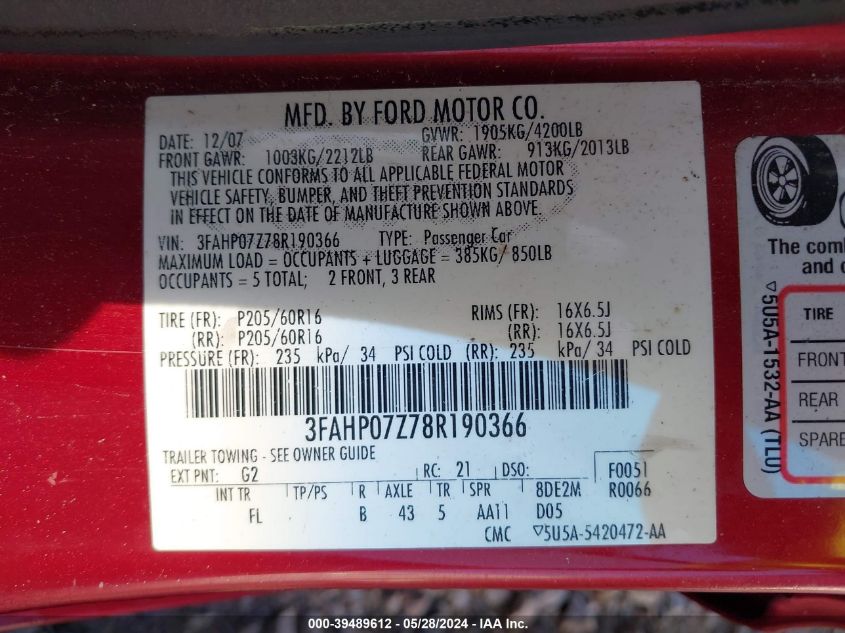 MFD. BY FORD MOTOR CO.
DATE: 12/07 GVWR: 1905KG/4200LB
FRONT GAWR: 1003KG/2212LB REAR GAWR: 913KG/2013LB
THIS VEHICLE CONFORMS TO ALL APPLICABLE FEDERAL MOTOR
VEHICLE SAFETY, BUMPER, AND THEFT PREVENTION STANDARDS
IN EFFECT ON THE DATE OF MANUFACTURE SHOWN ABOVE.
VIN: 3FAHP07Z78R190366 TYPE: Passenger Car
MAXIMUM LOAD = OCCUPANTS + LUGGAGE = 385KG/850LB
OCCUPANTS = 5 TOTAL; 2 FRONT, 3 REAR
TIRE (FR): P205/60R16 RIMS (FR): 16X6.5J
(RR): P205/60R16 (RR): 16X6.5J
PRESSURE (FR): 235 kPa/ 34 PSI COLD (RR): 235 kPa/ 34 PSI COLD
3FAHP07Z78R190366
TRAILER TOWING - SEE OWNER GUIDE
EXT PNT: G2 RC: 21 DSO: F0051
INT TR TP/PS R AXLE TR SPR 8DE2M R0066
FL B 43 5 AA11 D05
CMC ▽5U5A-5420472-AA
The comb
and o
▽5U5A-1532-AA (TLU)
TIRE
FRONT
REAR
SPARE
39489612 - 05/28/2024 - IAA Inc.